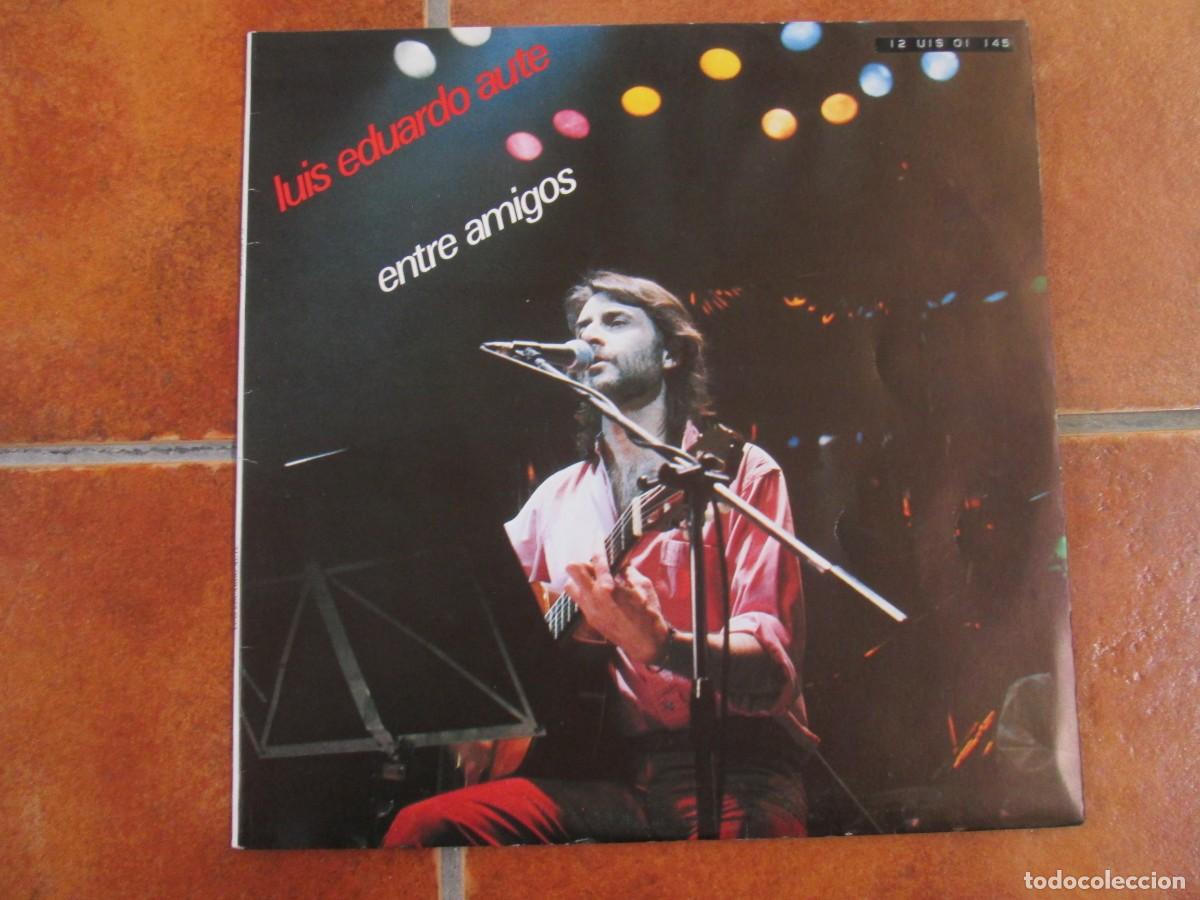 12 UIS 01 145
luis eduardo aute
entre amigos
todocoleccion